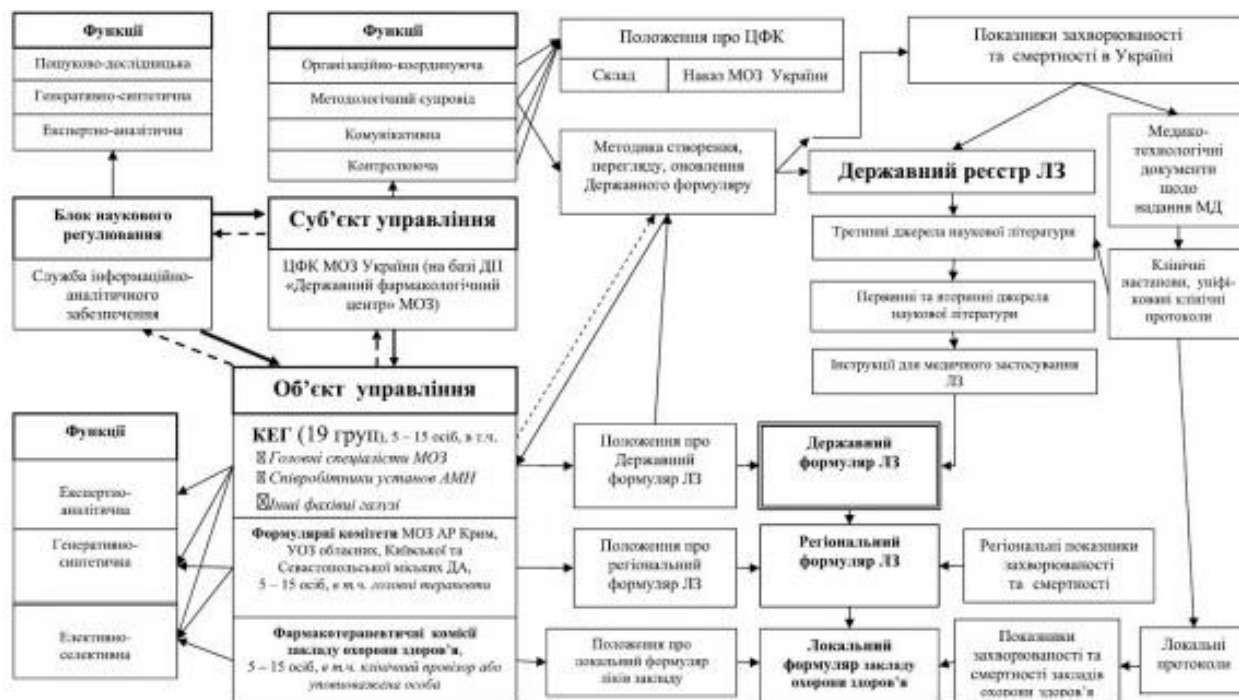 Функції
Пошуково-дослідницька
Генеративно-синтетична
Експертно-аналітична
Функції
Організаційно-координуюча
Методологічний супровід
Комунікативна
Контролююча
Положення про ЦФК
Склад
Наказ МОЗ України
Показники захворюваності
та смертності в Україні
Методика створення,
перегляду, оновлення
Державного формуляру
Державний реєстр ЛЗ
Медико-
технологічні
документи
щодо
надання МД
Блок наукового
регулювання
Служба інформаційно-
аналітичного
забезпечення
Суб’єкт управління
ЦФК МОЗ України (на базі ДП
«Державний фармакологічний
центр» МОЗ)
Третинні джерела наукової літератури
Первинні та вторинні джерела
наукової літератури
Інструкції для медичного застосування
ЛЗ
Клінічні
настанови, уніфі-
ковані клінічні
протоколи
Об’єкт управління
КЕГ (19 груп), 5 – 15 осіб, в т.ч.
Головні спеціалісти МОЗ
Співробітники установ АМН
Інші фахівці галузі
Формулярні комітети МОЗ АР Крим,
УОЗ обласних, Київської та
Севастопольської міських ДА,
5 – 15 осіб, в т.ч. головні терапевти
Фармакотерапевтичні комісії
закладу охорони здоров’я,
5 – 15 осіб, в т.ч. клінічний провізор або
уповноважена особа
Функції
Експертно-
аналітична
Генеративно-
синтетична
Елективно-
селективна
Положення про
Державний
формуляр ЛЗ
Державний
формуляр ЛЗ
Положення про
регіональний
формуляр ЛЗ
Регіональний
формуляр ЛЗ
Регіональні показники
захворюваності
та смертності
Положення про
локальний формуляр
ліків закладу
Локальний
формуляр закладу
охорони здоров’я
Показники
захворюваності та
смертності закладів
охорони здоров’я
Локальні
протоколи